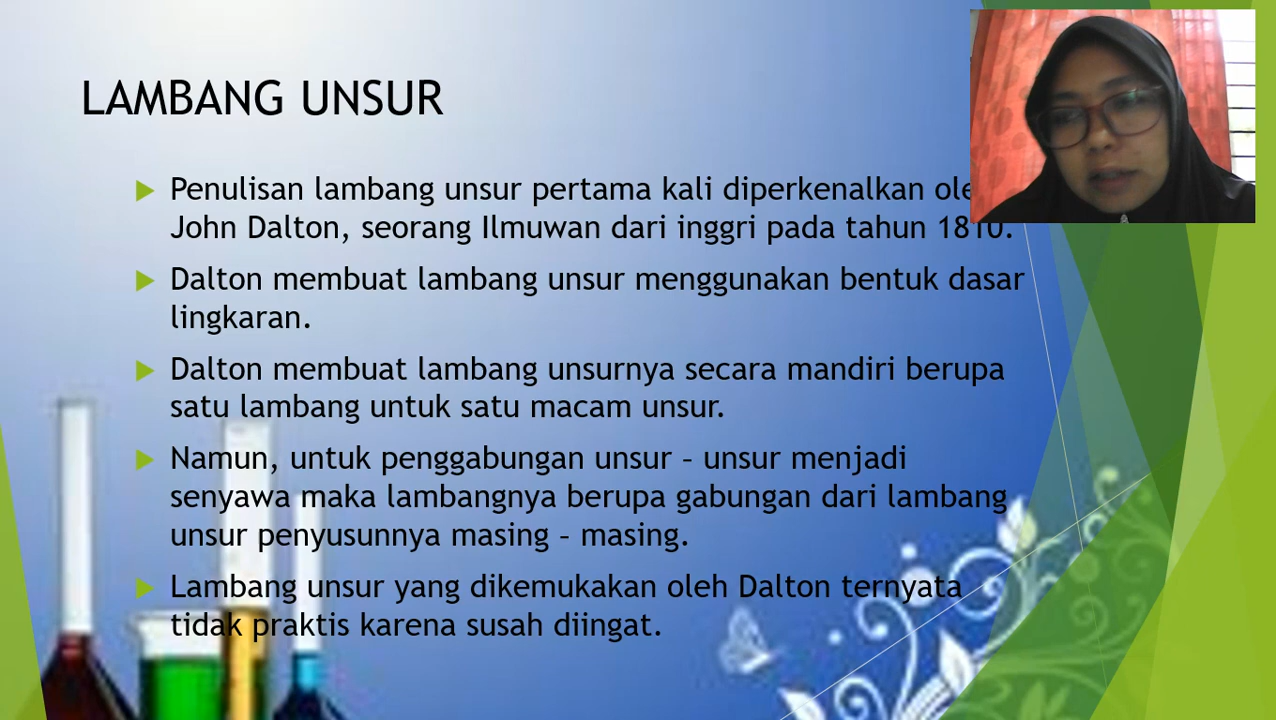 LAMBANG UNSUR
Penulisan lambang unsur pertama kali diperkenalkan
John Dalton, seorang Ilmuwan dari inggri pada tahun 1810.
Dalton membuat lambang unsur menggunakan bentuk dasar
lingkaran.
Dalton membuat lambang unsurnya secara mandiri berupa
satu lambang untuk satu macam unsur.
Namun, untuk penggabungan unsur – unsur menjadi
senyawa maka lambangnya berupa gabungan dari lambang
unsur penyusunnya masing – masing.
Lambang unsur yang dikemukakan oleh Dalton ternyata
tidak praktis karena susah diingat.